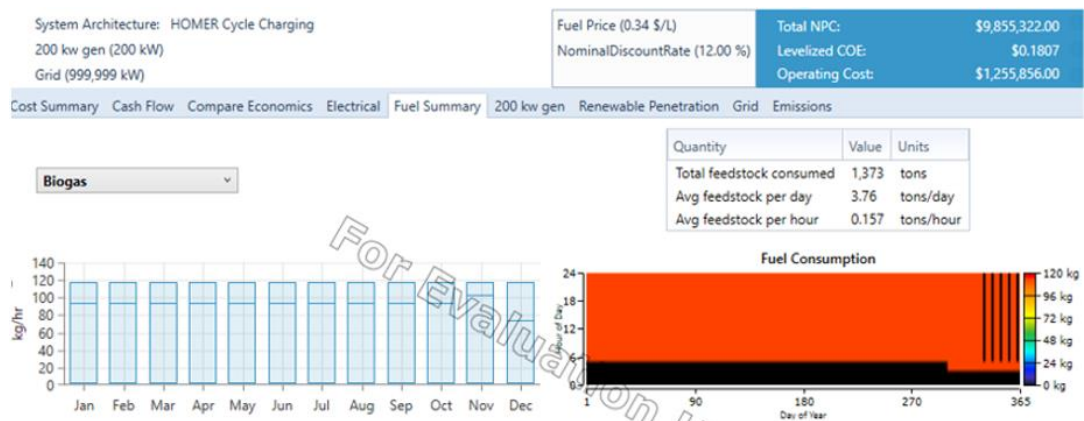 System Architecture: HOMER Cycle Charging
200 kw gen (200 kW)
Grid (999,999 kW)
Fuel Price (0.34 $/L)
NominalDiscountRate (12.00 %)
Total NPC: $9,855,322.00
Levelized COE: $0.1807
Operating Cost: $1,255,856.00
Cost Summary Cash Flow Compare Economics Electrical Fuel Summary 200 kw gen Renewable Penetration Grid Emissions
Biogas
Quantity Value Units
Total feedstock consumed 1,373 tons
Avg feedstock per day 3.76 tons/day
Avg feedstock per hour 0.157 tons/hour
For Evaluation
kg/hr
140
120
100
80
60
40
20
0
Jan Feb Mar Apr May Jun Jul Aug Sep Oct Nov Dec
Fuel Consumption
Hour of Day
24
18
12
6
0
1 90 180 270 365
Day of Year
120 kg
96 kg
72 kg
48 kg
24 kg
0 kg